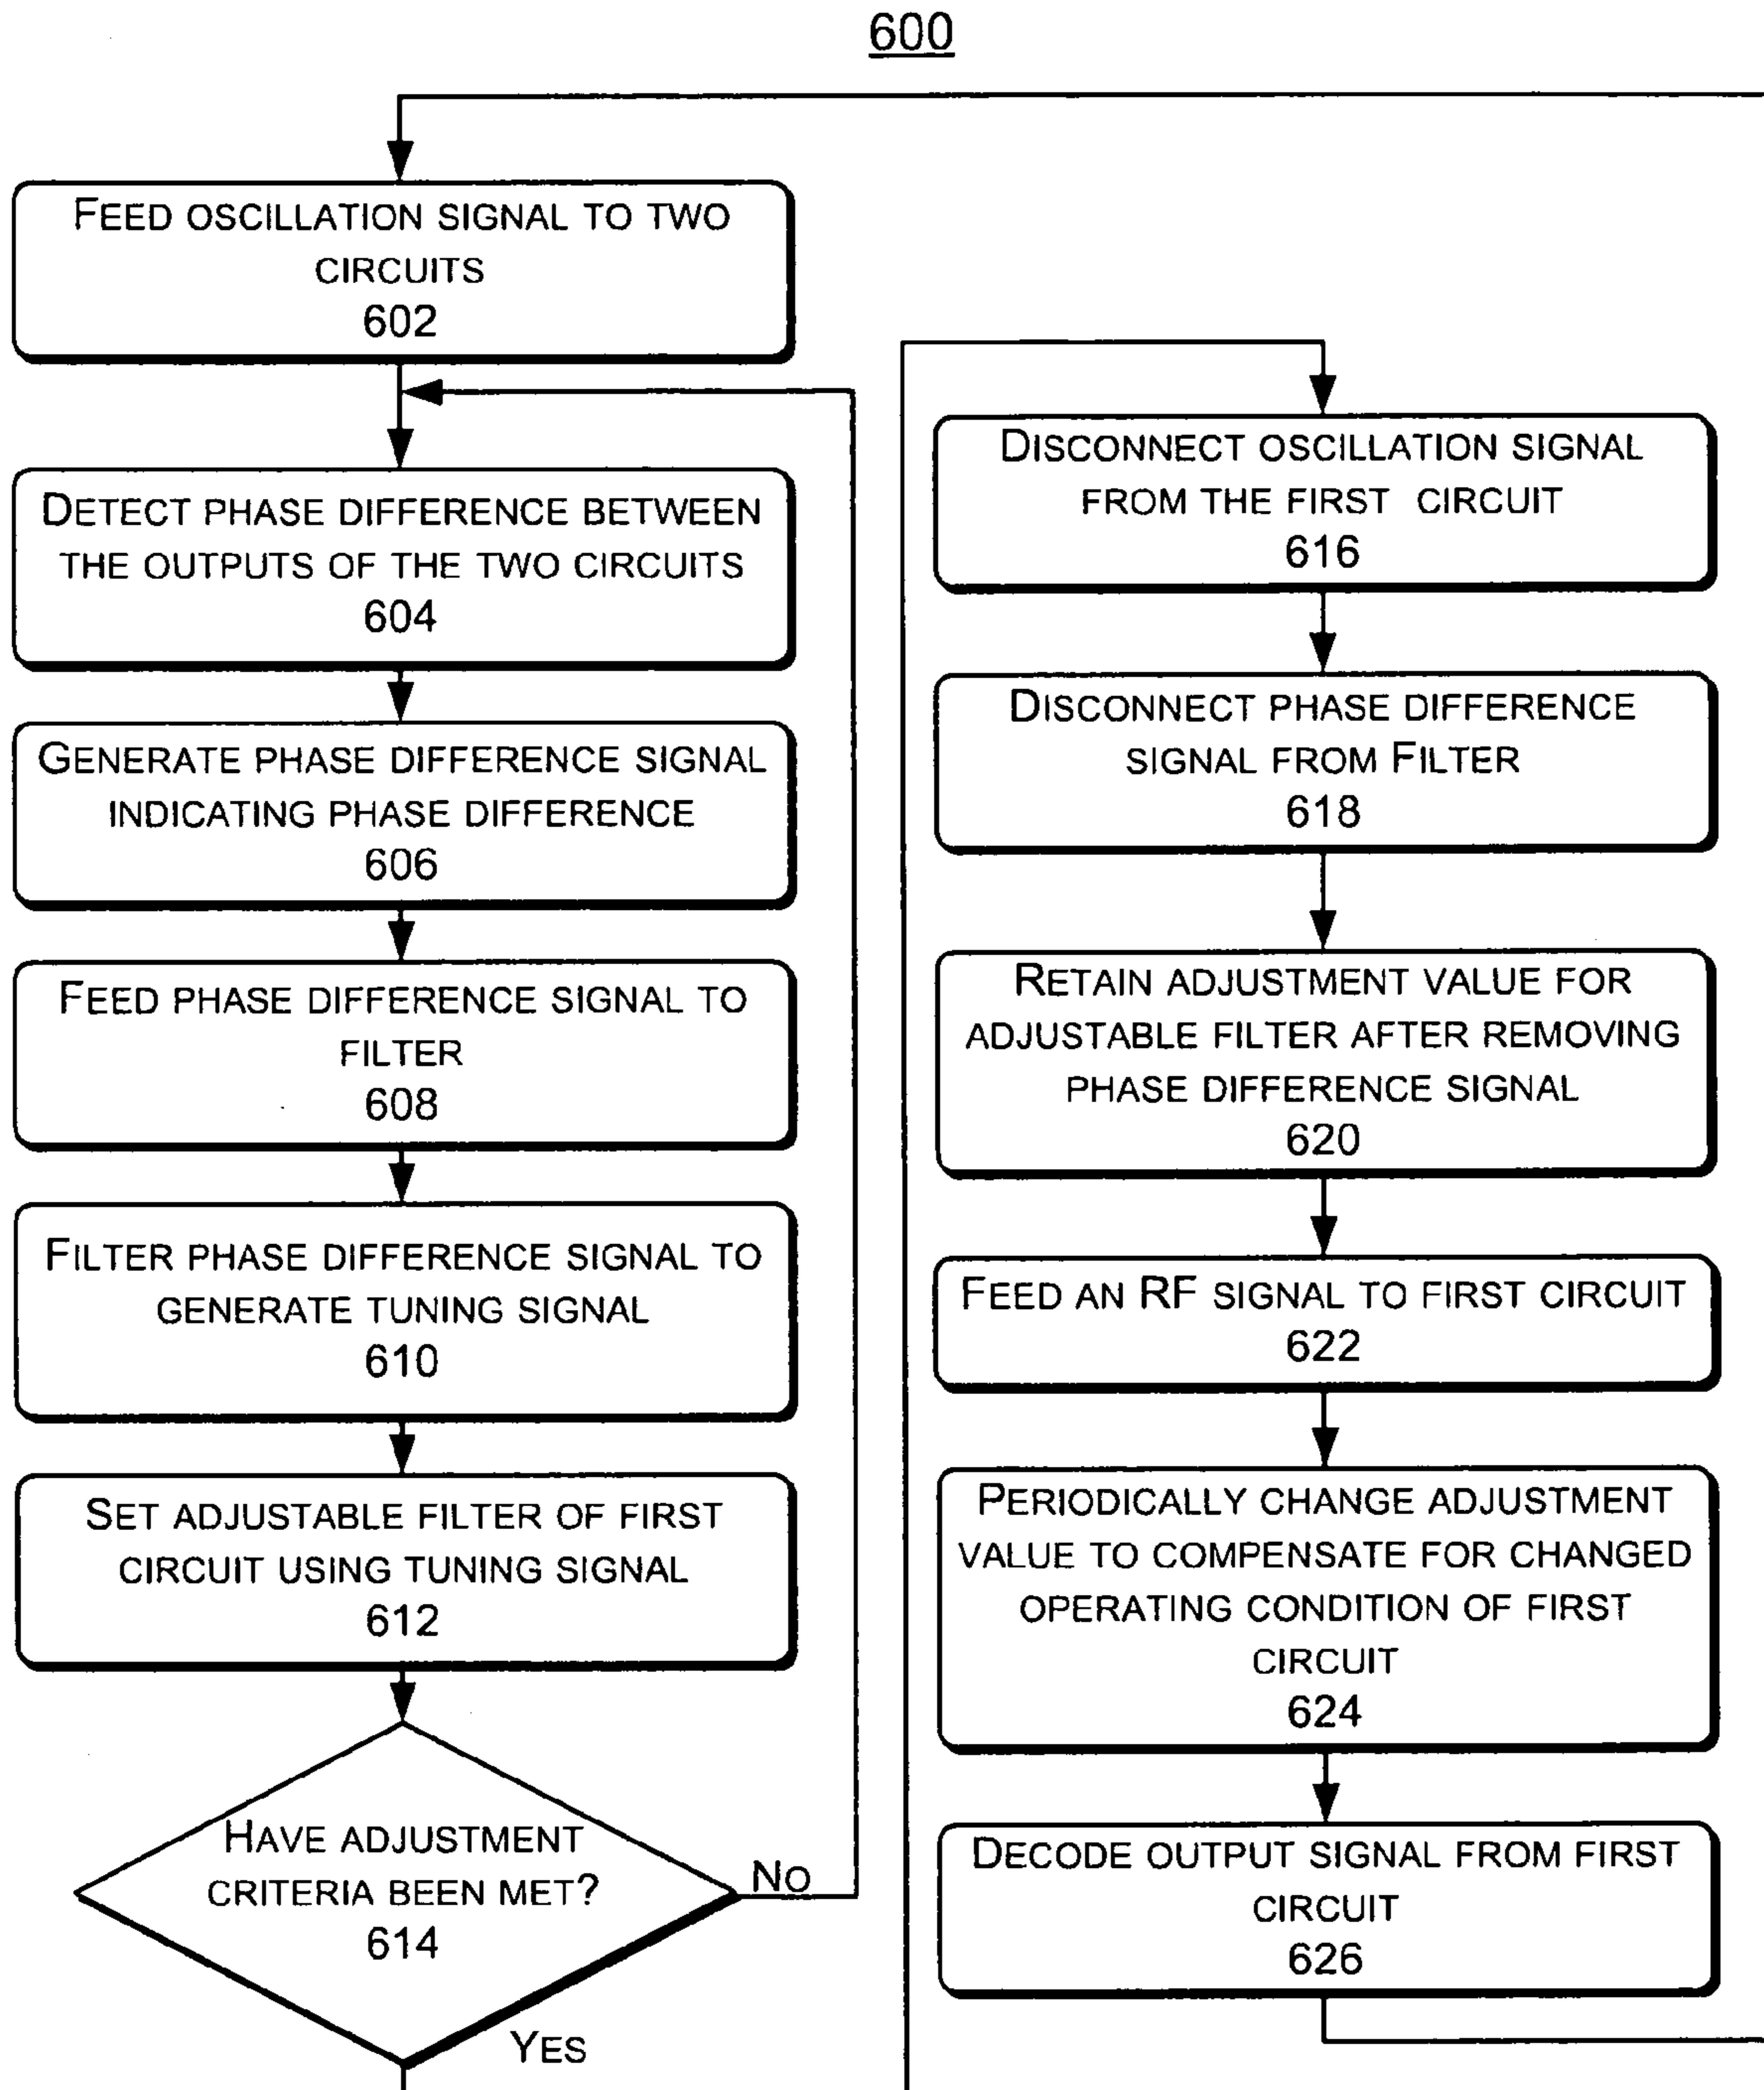 600
FEED OSCILLATION SIGNAL TO TWO
CIRCUITS
602
DETECT PHASE DIFFERENCE BETWEEN
THE OUTPUTS OF THE TWO CIRCUITS
604
GENERATE PHASE DIFFERENCE SIGNAL
INDICATING PHASE DIFFERENCE
606
FEED PHASE DIFFERENCE SIGNAL TO
FILTER
608
FILTER PHASE DIFFERENCE SIGNAL TO
GENERATE TUNING SIGNAL
610
SET ADJUSTABLE FILTER OF FIRST
CIRCUIT USING TUNING SIGNAL
612
HAVE ADJUSTMENT
CRITERIA BEEN MET?
614
NO
YES
DISCONNECT OSCILLATION SIGNAL
FROM THE FIRST CIRCUIT
616
DISCONNECT PHASE DIFFERENCE
SIGNAL FROM FILTER
618
RETAIN ADJUSTMENT VALUE FOR
ADJUSTABLE FILTER AFTER REMOVING
PHASE DIFFERENCE SIGNAL
620
FEED AN RF SIGNAL TO FIRST CIRCUIT
622
PERIODICALLY CHANGE ADJUSTMENT
VALUE TO COMPENSATE FOR CHANGED
OPERATING CONDITION OF FIRST
CIRCUIT
624
DECODE OUTPUT SIGNAL FROM FIRST
CIRCUIT
626